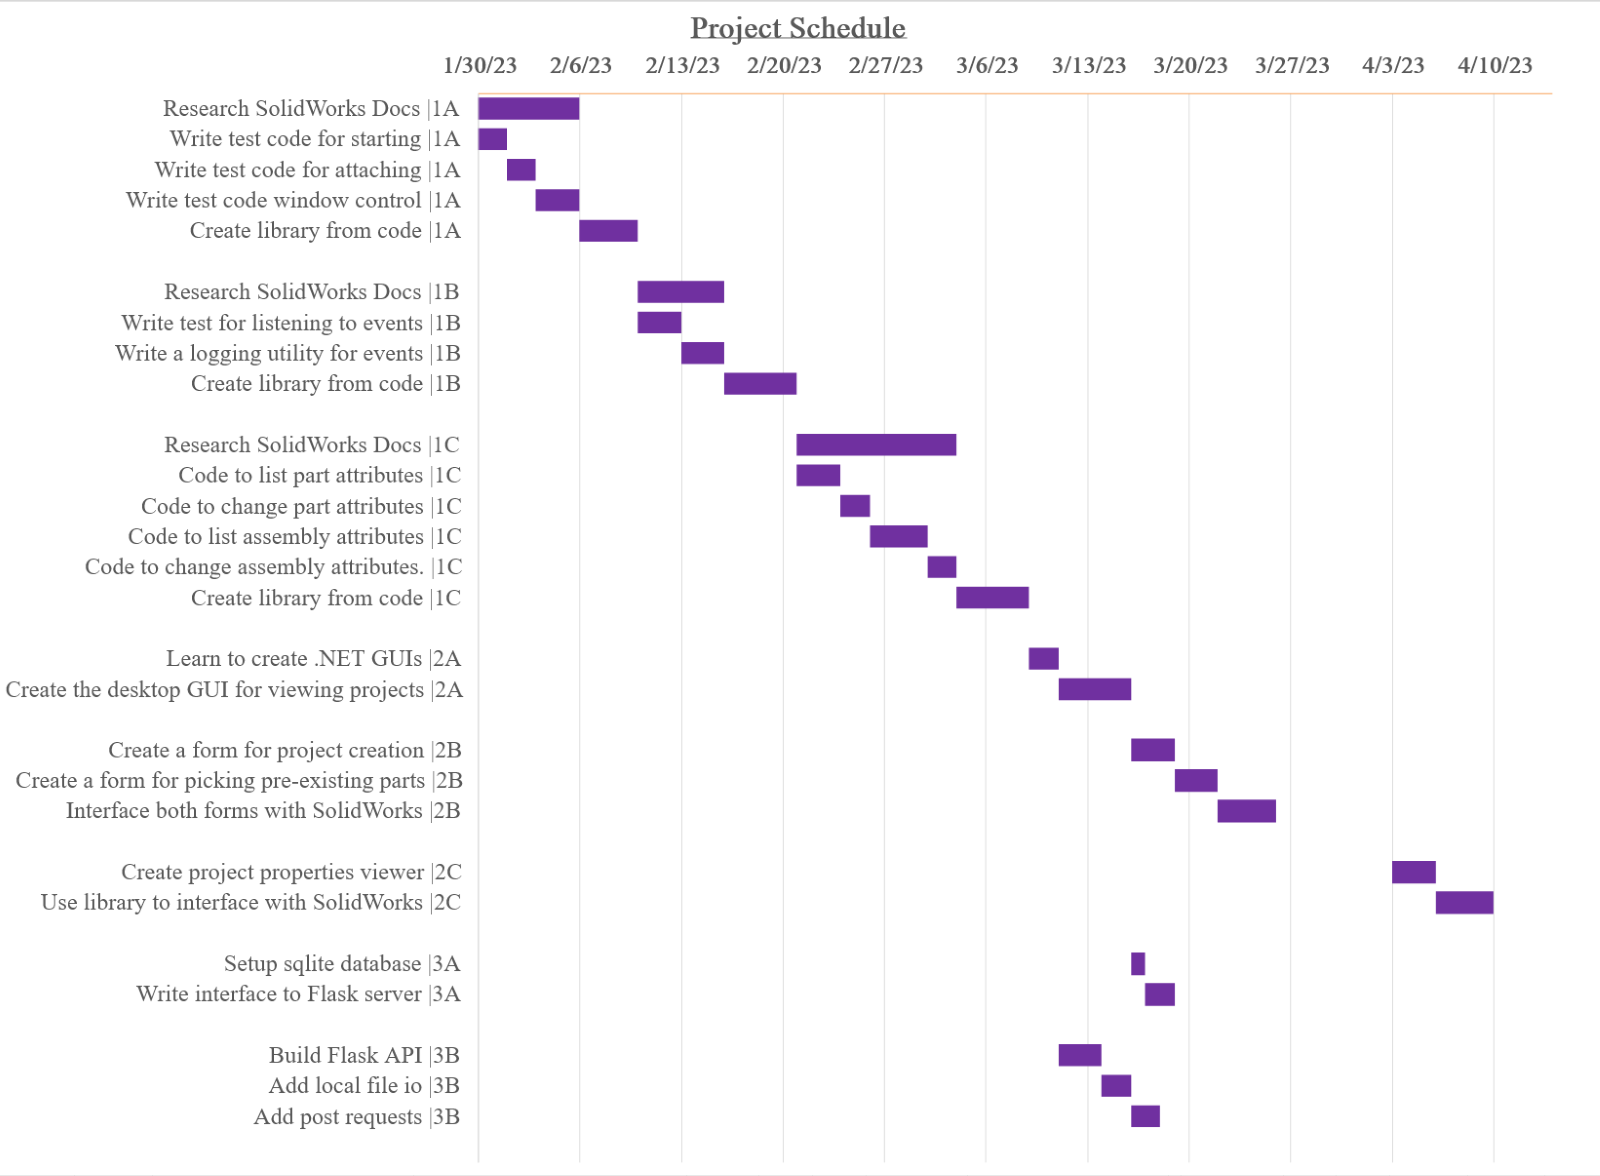 Project Schedule
1/30/23 2/6/23 2/13/23 2/20/23 2/27/23 3/6/23 3/13/23 3/20/23 3/27/23 4/3/23 4/10/23
Research SolidWorks Docs |1A
Write test code for starting |1A
Write test code for attaching |1A
Write test code window control |1A
Create library from code |1A
Research SolidWorks Docs |1B
Write test for listening to events |1B
Write a logging utility for events |1B
Create library from code |1B
Research SolidWorks Docs |1C
Code to list part attributes |1C
Code to change part attributes |1C
Code to list assembly attributes |1C
Code to change assembly attributes. |1C
Create library from code |1C
Learn to create .NET GUIs |2A
Create the desktop GUI for viewing projects |2A
Create a form for project creation |2B
Create a form for picking pre-existing parts |2B
Interface both forms with SolidWorks |2B
Create project properties viewer |2C
Use library to interface with SolidWorks |2C
Setup sqlite database |3A
Write interface to Flask server |3A
Build Flask API |3B
Add local file io |3B
Add post requests |3B